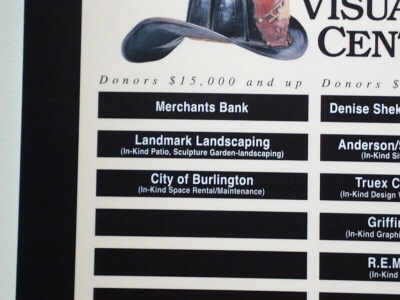 VISUA
CEN
Donors $15,000 and up
Donors $
Merchants Bank
Denise Shek
Landmark Landscaping
(In-Kind Patio, Sculpture Garden-landscaping)
Anderson/S
(In-Kind Si
City of Burlington
(In-Kind Space Rental/Maintenance)
Truex C
(In-Kind Design
Griffi
(In-Kind Graphi
R.E.M
(In-Kind